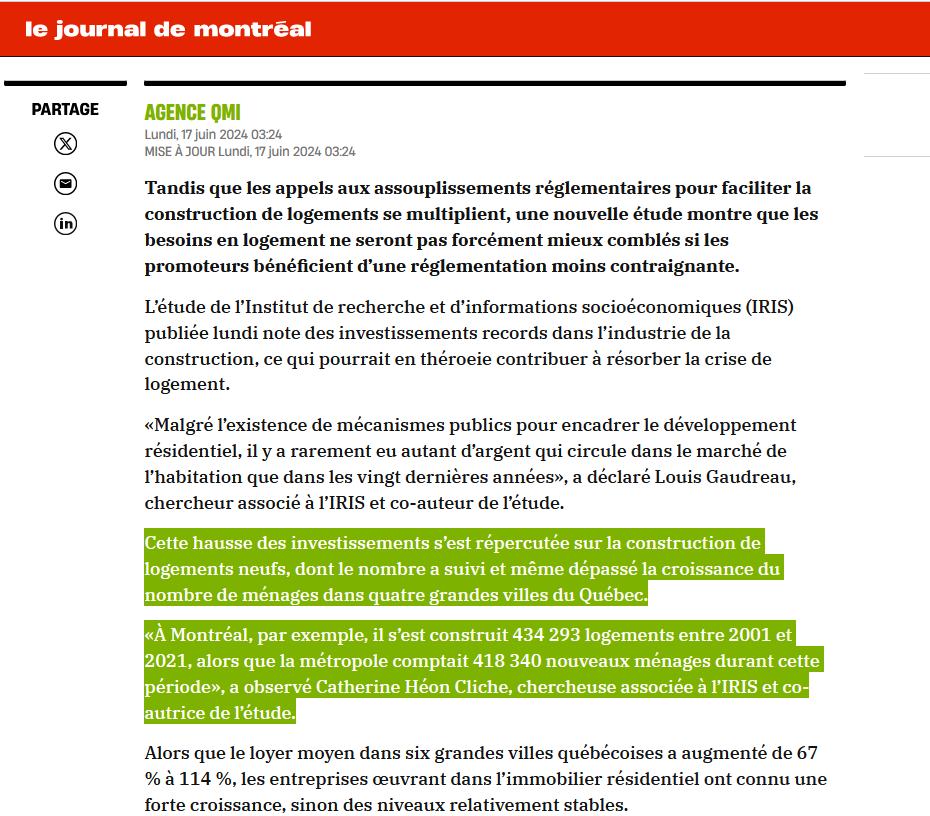 le journal de montréal
PARTAGE
AGENCE QMI
Lundi, 17 juin 2024 03:24
MISE À JOUR Lundi, 17 juin 2024 03:24
Tandis que les appels aux assouplissements réglementaires pour faciliter la
construction de logements se multiplient, une nouvelle étude montre que les
besoins en logement ne seront pas forcément mieux comblés si les
promoteurs bénéficient d’une réglementation moins contraignante.
L’étude de l’Institut de recherche et d’informations socioéconomiques (IRIS)
publiée lundi note des investissements records dans l’industrie de la
construction, ce qui pourrait en théroeie contribuer à résorber la crise de
logement.
«Malgré l’existence de mécanismes publics pour encadrer le développement
résidentiel, il y a rarement eu autant d’argent qui circule dans le marché de
l’habitation que dans les vingt dernières années», a déclaré Louis Gaudreau,
chercheur associé à l’IRIS et co-auteur de l’étude.
Cette hausse des investissements s’est répercutée sur la construction de
logements neufs, dont le nombre a suivi et même dépassé la croissance du
nombre de ménages dans quatre grandes villes du Québec.
«À Montréal, par exemple, il s’est construit 434 293 logements entre 2001 et
2021, alors que la métropole comptait 418 340 nouveaux ménages durant cette
période», a observé Catherine Héon Cliche, chercheuse associée à l’IRIS et co-
autrice de l’étude.
Alors que le loyer moyen dans six grandes villes québécoises a augmenté de 67
% à 114 %, les entreprises œuvrant dans l’immobilier résidentiel ont connu une
forte croissance, sinon des niveaux relativement stables.